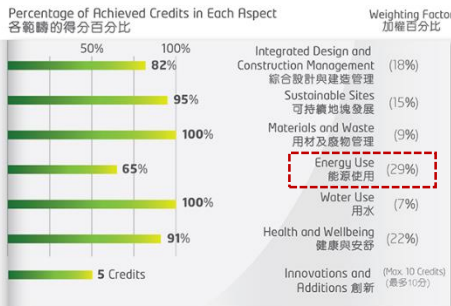 Percentage of Achieved Credits in Each Aspect
各範疇的得分百分比
Weighting Factor
加權百分比
50% 100%
82%
Integrated Design and
Construction Management
綜合設計與建造管理
(18%)
95%
Sustainable Sites
可持續地塊發展
(15%)
100%
Materials and Waste
用材及廢物管理
(9%)
65%
Energy Use
能源使用
(29%)
100%
Water Use
用水
(7%)
91%
Health and Wellbeing
健康與安舒
(22%)
5 Credits
Innovations and
Additions 創新
(Max. 10 Credits)
(最多10分)